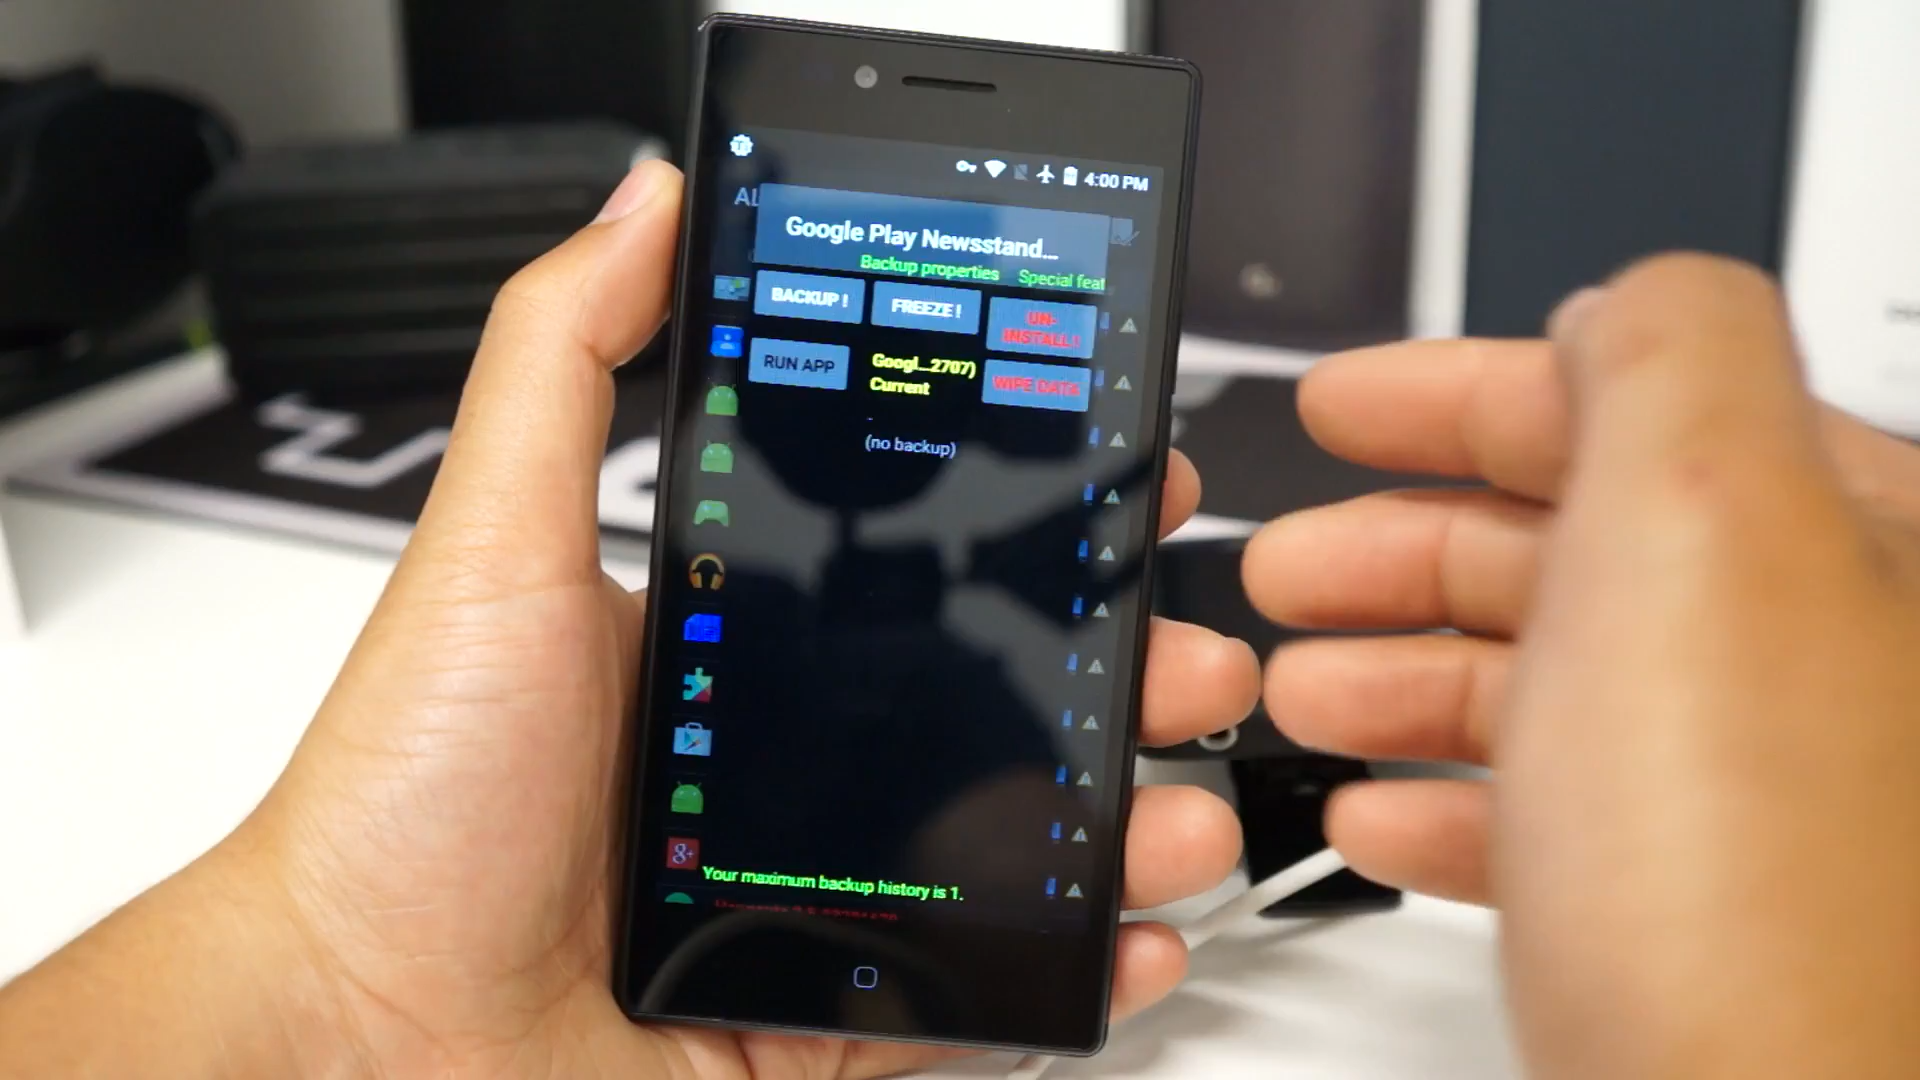 4:00 PM
AL
Google Play Newsstand...
Backup properties Special feat
BACKUP !
FREEZE !
UN-
INSTALL !
RUN APP
Googl...2707)
Current
WIPE DATA
-
(no backup)
g+
Your maximum backup history is 1.